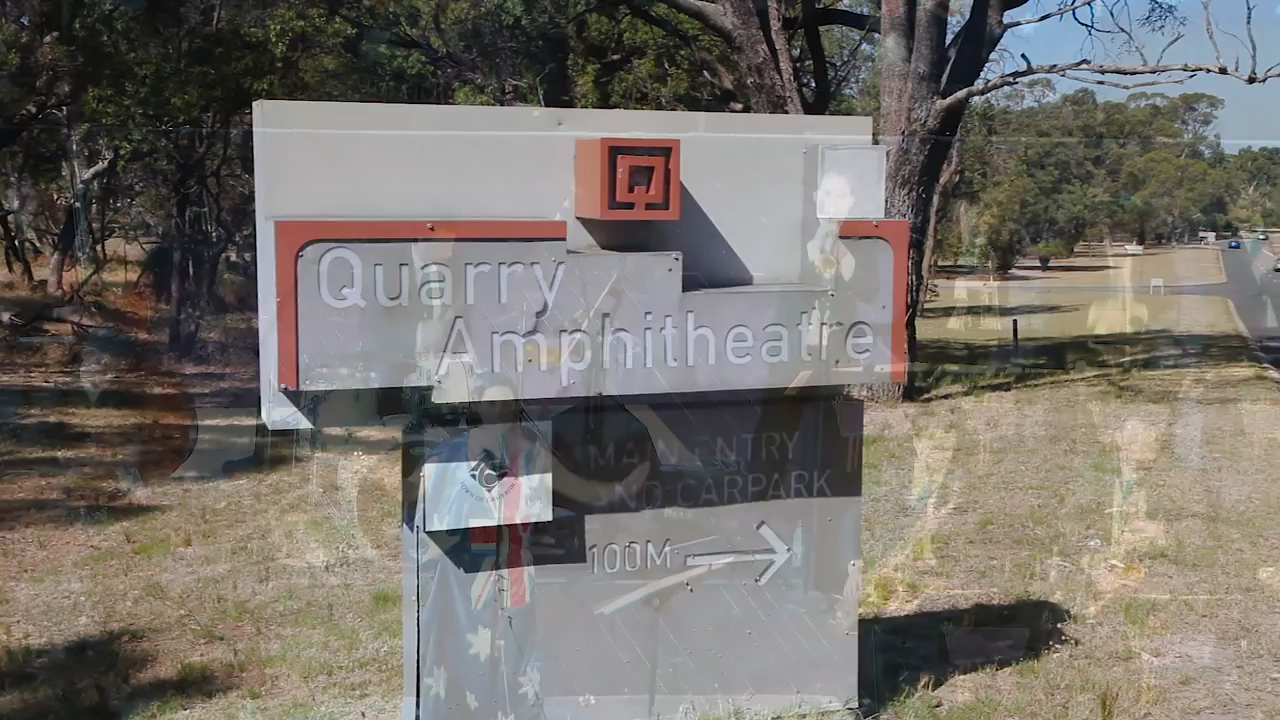 Quarry
Amphitheatre
MAIN ENTRY
AND CARPARK
100M